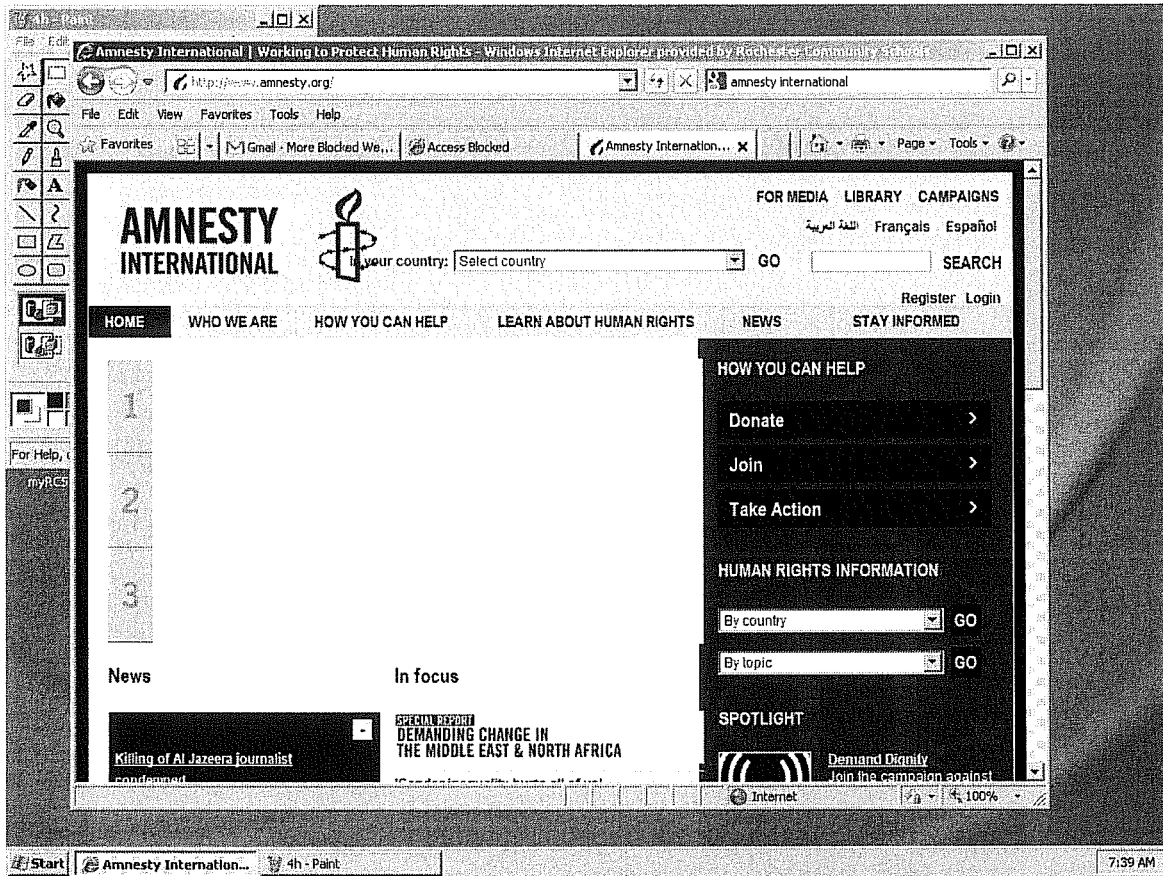 4h - Paint
File Edit
Amnesty International | Working to Protect Human Rights - Windows Internet Explorer provided by Rochester Community Schools
http://www.amnesty.org/
amnesty international
File Edit View Favorites Tools Help
Favorites
Gmail - More Blocked We...
Access Blocked
Amnesty Internation...
Page Tools
AMNESTY
INTERNATIONAL
FOR MEDIA LIBRARY CAMPAIGNS
اللغة العربية Français Español
your country: Select country GO SEARCH
Register Login
HOME WHO WE ARE HOW YOU CAN HELP LEARN ABOUT HUMAN RIGHTS NEWS STAY INFORMED
1
2
3
HOW YOU CAN HELP
Donate
Join
Take Action
HUMAN RIGHTS INFORMATION
By country GO
By topic GO
SPOTLIGHT
Demand Dignity
Join the campaign against
News
Killing of Al Jazeera journalist
condemned
In focus
SPECIAL REPORT
DEMANDING CHANGE IN
THE MIDDLE EAST & NORTH AFRICA
For Help,
myRCS
Internet 100%
Start Amnesty Internation... 4h - Paint 7:39 AM